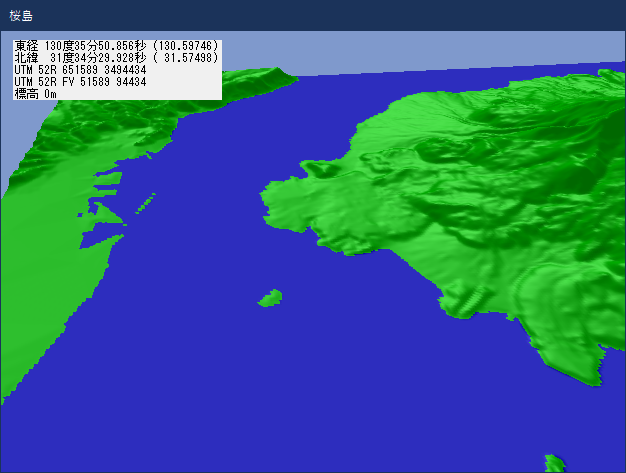 桜島
東経 130度35分50.856秒 (130.59746)
北緯  31度34分29.928秒 ( 31.57498)
UTM 52R 651589 3494434
UTM 52R FY 51589 94434
標高 0m